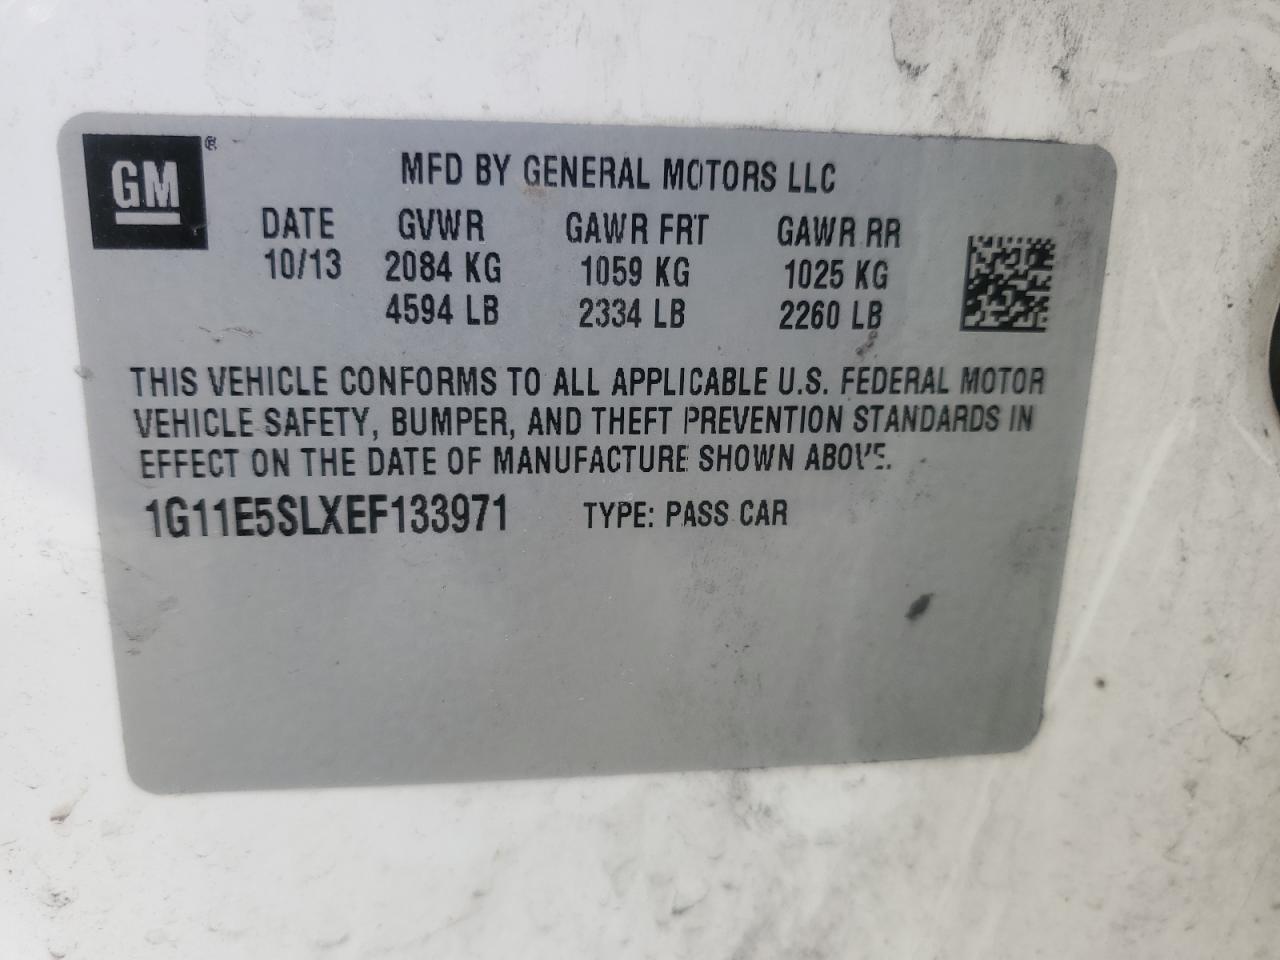 GM®
MFD BY GENERAL MOTORS LLC
DATE GVWR GAWR FRT GAWR RR
10/13 2084 KG 1059 KG 1025 KG
4594 LB 2334 LB 2260 LB
THIS VEHICLE CONFORMS TO ALL APPLICABLE U.S. FEDERAL MOTOR
VEHICLE SAFETY, BUMPER, AND THEFT PREVENTION STANDARDS IN
EFFECT ON THE DATE OF MANUFACTURE SHOWN ABOVE.
1G11E5SLXEF133971 TYPE: PASS CAR